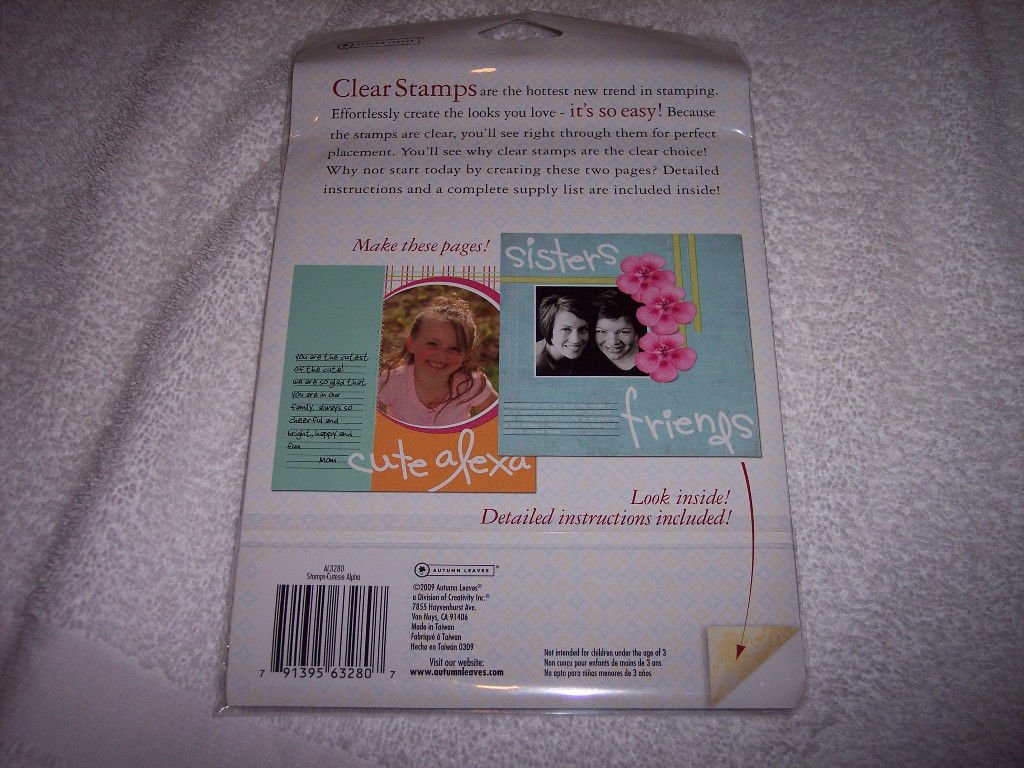 AUTUMN LEAVES
Clear Stamps are the hottest new trend in stamping.
Effortlessly create the looks you love - it's so easy! Because
the stamps are clear, you'll see right through them for perfect
placement. You'll see why clear stamps are the clear choice!
Why not start today by creating these two pages? Detailed
instructions and a complete supply list are included inside!
Make these pages!
you are the cutest
of the cute!
we are so glad that
you are in our
family. always so
cheerful and
bright, happy and
fun
mom
cute alexa
sisters
friends
Look inside!
Detailed instructions included!
AL3280
Stamps-Cutesie Alpha
7 91395 63280 7
AUTUMN LEAVES®
©2009 Autumn Leaves®
a Division of Creativity Inc.®
7855 Hayvenhurst Ave.
Van Nuys, CA 91406
Made in Taiwan
Fabriqué à Taiwan
Hecho en Taiwán 0309
Visit our website:
www.autumnleaves.com
Not intended for children under the age of 3
Non conçu pour enfants de moins de 3 ans
No apto para niños menores de 3 años